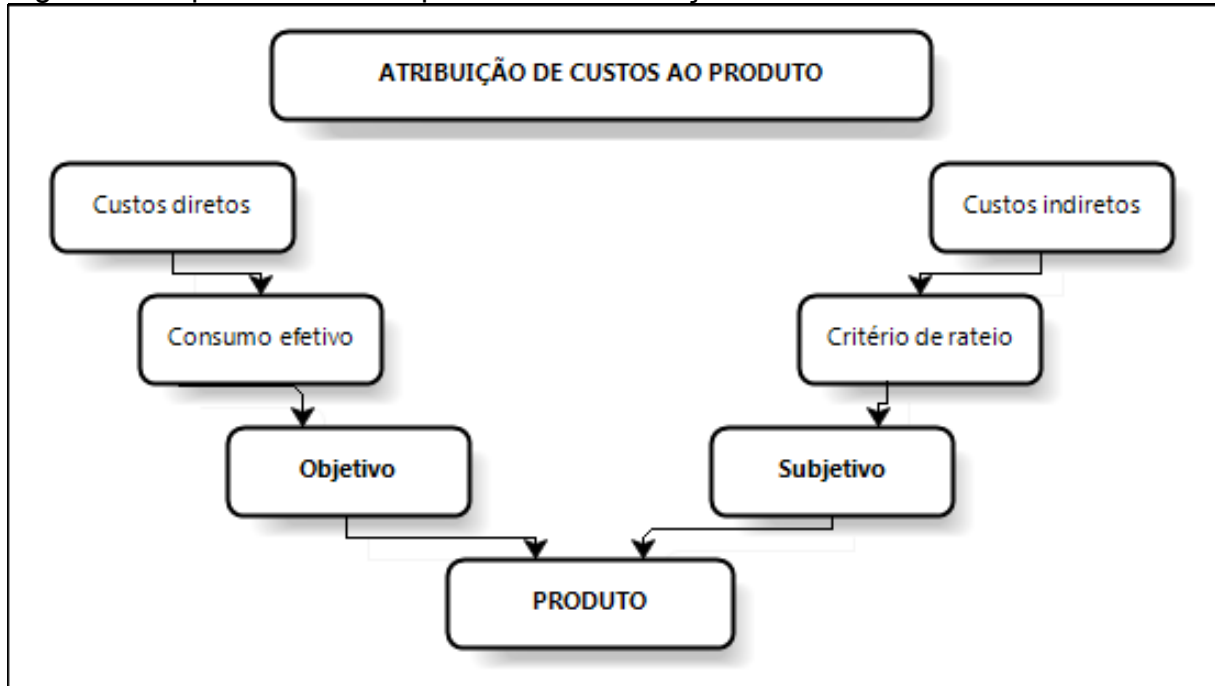 ATRIBUIÇÃO DE CUSTOS AO PRODUTO
Custos diretos
Custos indiretos
Consumo efetivo
Critério de rateio
Objetivo
Subjetivo
PRODUTO